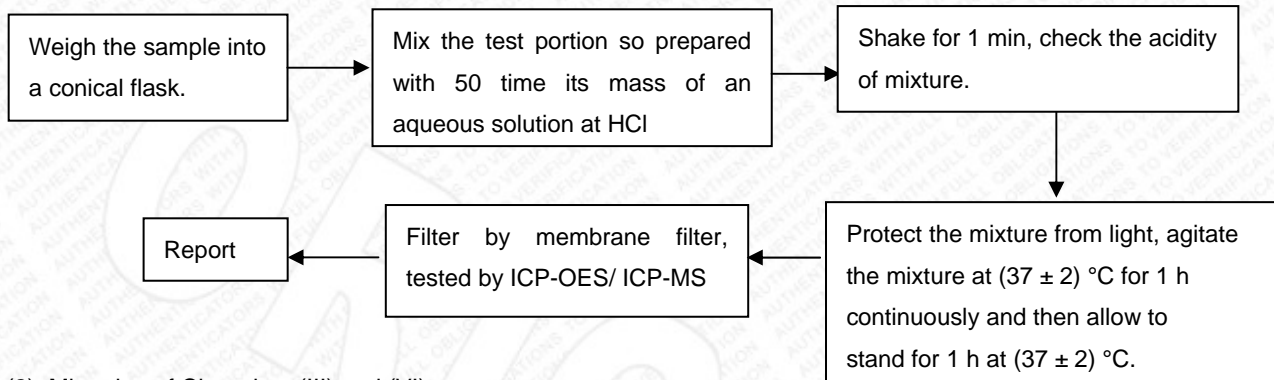 Weigh the sample into
a conical flask.
Mix the test portion so prepared
with 50 time its mass of an
aqueous solution at HCl
Shake for 1 min, check the acidity
of mixture.
Protect the mixture from light, agitate
the mixture at (37 ± 2) °C for 1 h
continuously and then allow to
stand for 1 h at (37 ± 2) °C.
Filter by membrane filter,
tested by ICP-OES/ ICP-MS
Report